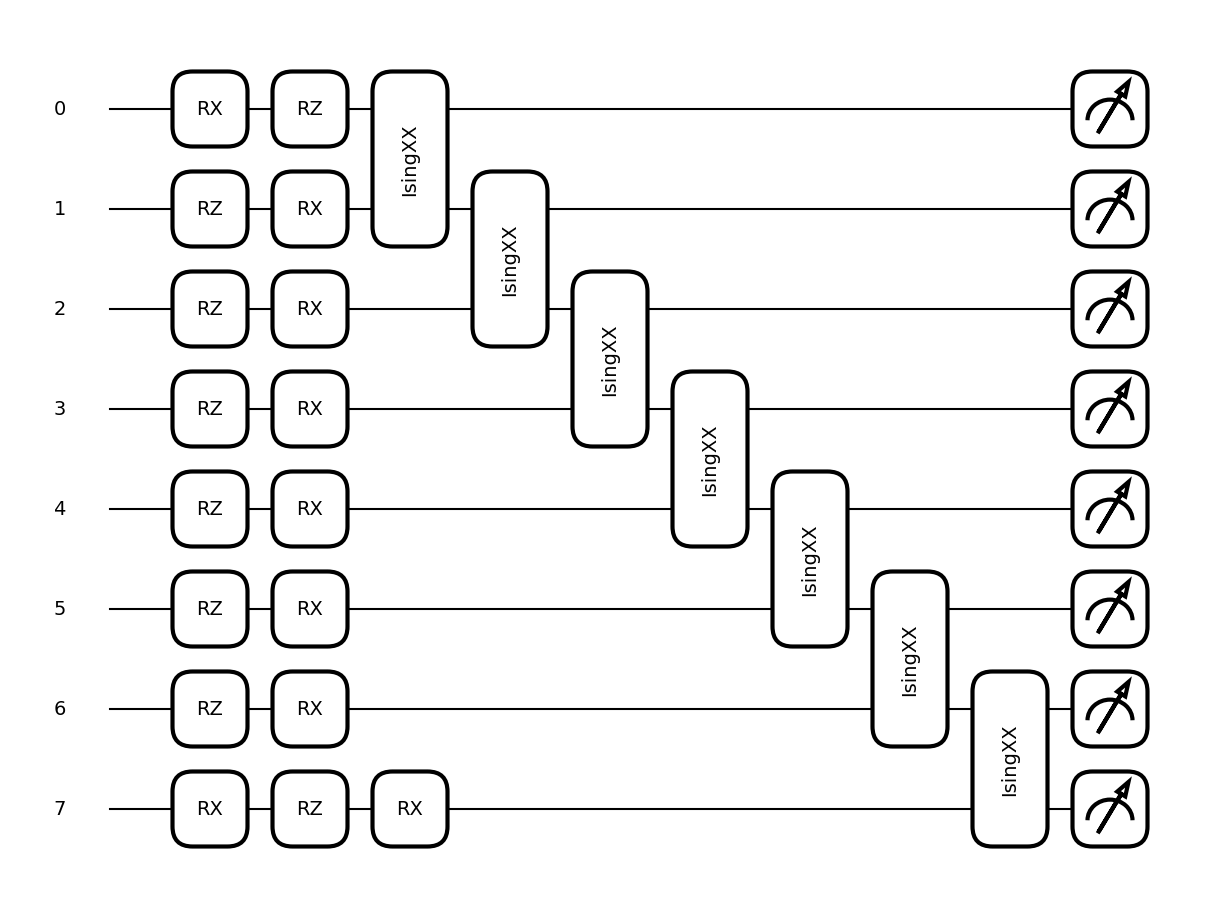 0 RX RZ IsingXX
1 RZ RX IsingXX
2 RZ RX IsingXX
3 RZ RX IsingXX
4 RZ RX IsingXX
5 RZ RX IsingXX
6 RZ RX IsingXX
7 RX RZ RX